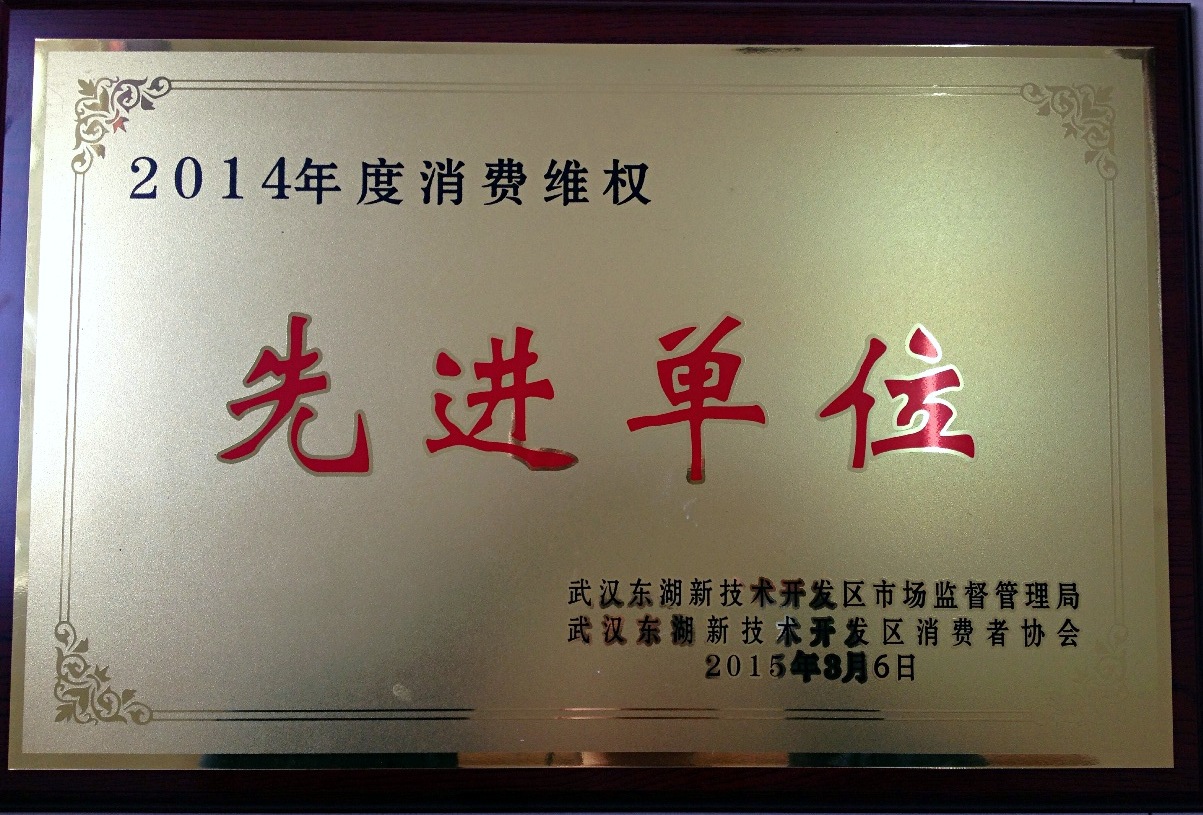 2014年度消费维权
先进单位
武汉东湖新技术开发区市场监督管理局
武汉东湖新技术开发区消费者协会
2015年3月6日